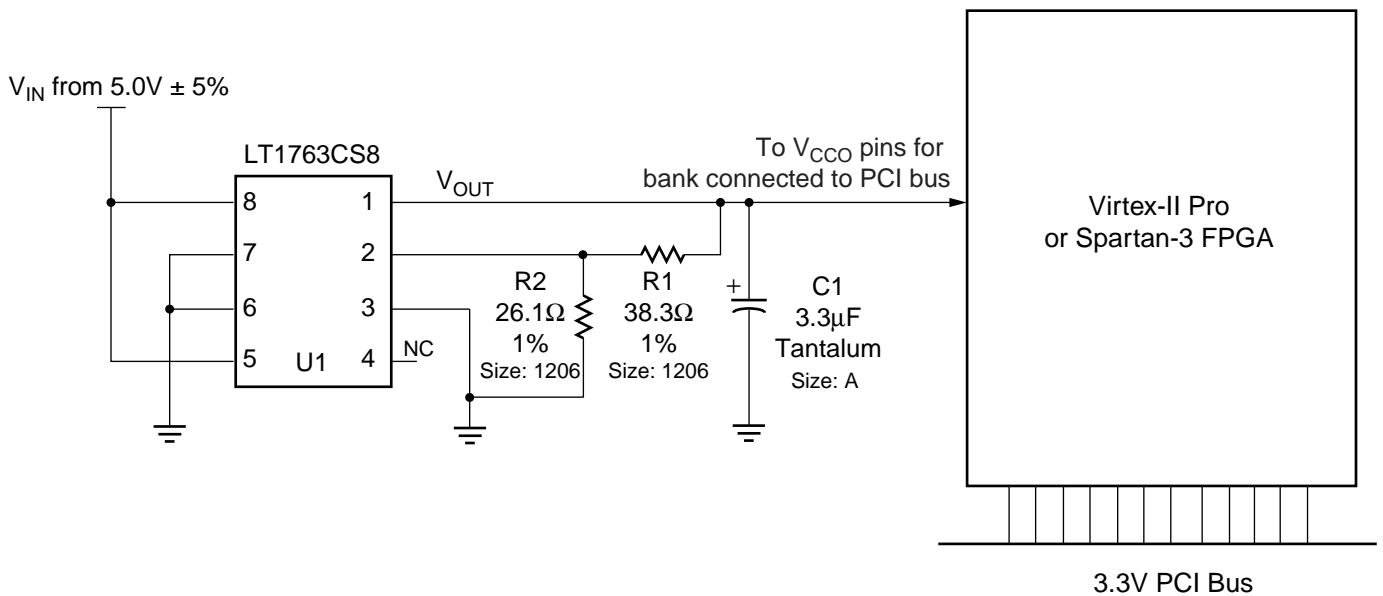 V_IN from 5.0V ± 5%
LT1763CS8
8
7
6
5
1
2
3
4
U1
NC
V_OUT
R2
26.1Ω
1%
Size: 1206
R1
38.3Ω
1%
Size: 1206
+
C1
3.3μF
Tantalum
Size: A
To V_CCO pins for
bank connected to PCI bus
Virtex-II Pro
or Spartan-3 FPGA
3.3V PCI Bus